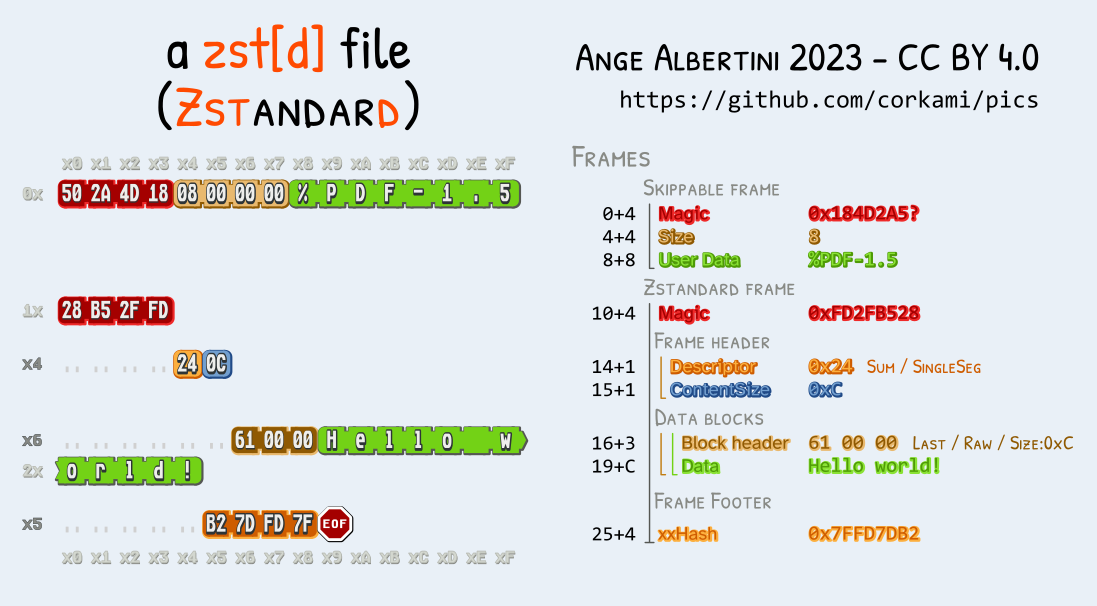 a zst[d] file
(Zstandard)
Ange Albertini 2023 - CC BY 4.0
https://github.com/corkami/pics
x0 x1 x2 x3 x4 x5 x6 x7 x8 x9 xA xB xC xD xE xF
0x 50 2A 4D 18 08 00 00 00 % P D F - 1 . 5
1x 28 B5 2F FD
x4 .. .. .. .. 24 0C
x6 .. .. .. .. .. .. 61 00 00 H e l l o w
2x o r l d !
x5 .. .. .. .. .. B2 7D FD 7F EOF
x0 x1 x2 x3 x4 x5 x6 x7 x8 x9 xA xB xC xD xE xF
Frames
Skippable frame
0+4 Magic 0x184D2A5?
4+4 Size 8
8+8 User Data %PDF-1.5
Zstandard frame
10+4 Magic 0xFD2FB528
Frame header
14+1 Descriptor 0x24 Sum / SingleSeg
15+1 ContentSize 0xC
Data blocks
16+3 Block header 61 00 00 Last / Raw / Size:0xC
19+C Data Hello world!
Frame Footer
25+4 xxHash 0x7FFD7DB2